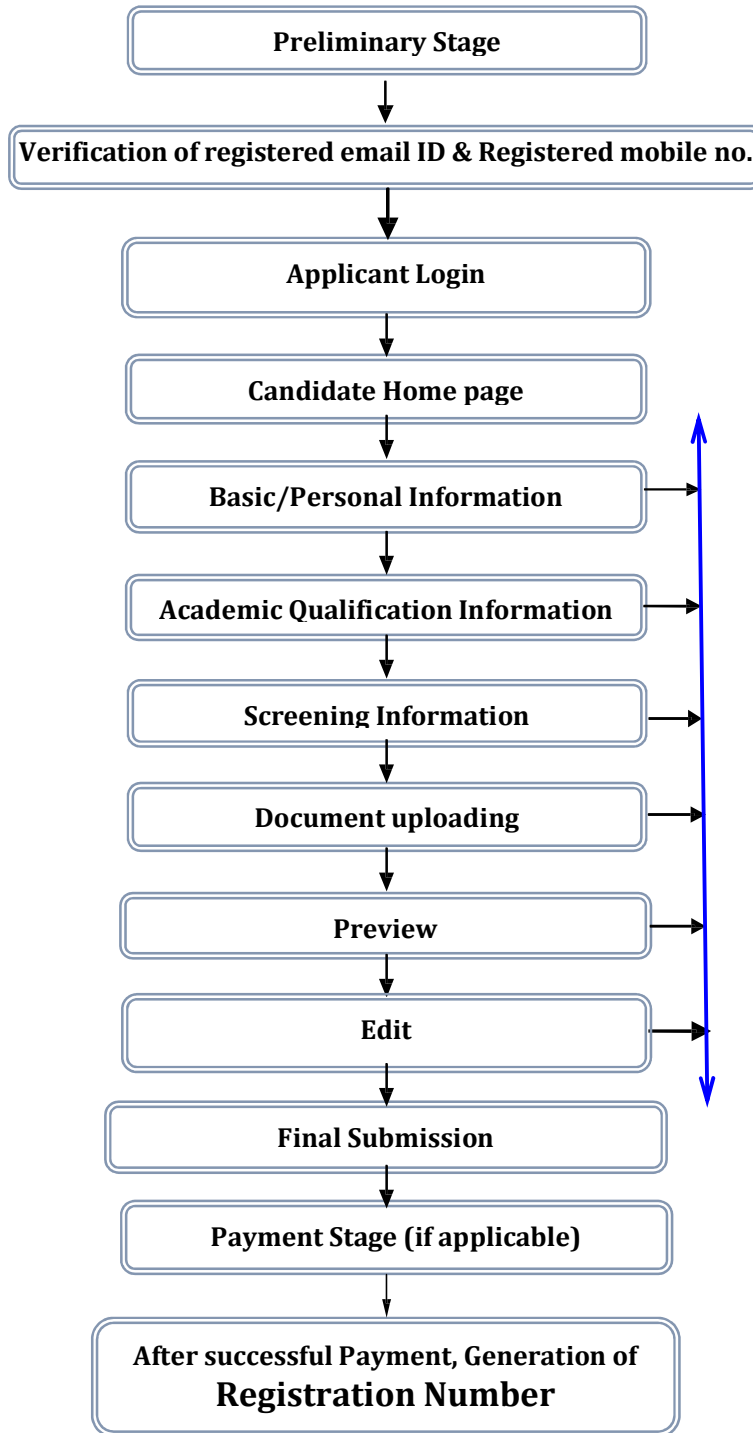 Preliminary Stage
Verification of registered email ID & Registered mobile no.
Applicant Login
Candidate Home page
Basic/Personal Information
Academic Qualification Information
Screening Information
Document uploading
Preview
Edit
Final Submission
Payment Stage (if applicable)
After successful Payment, Generation of
Registration Number